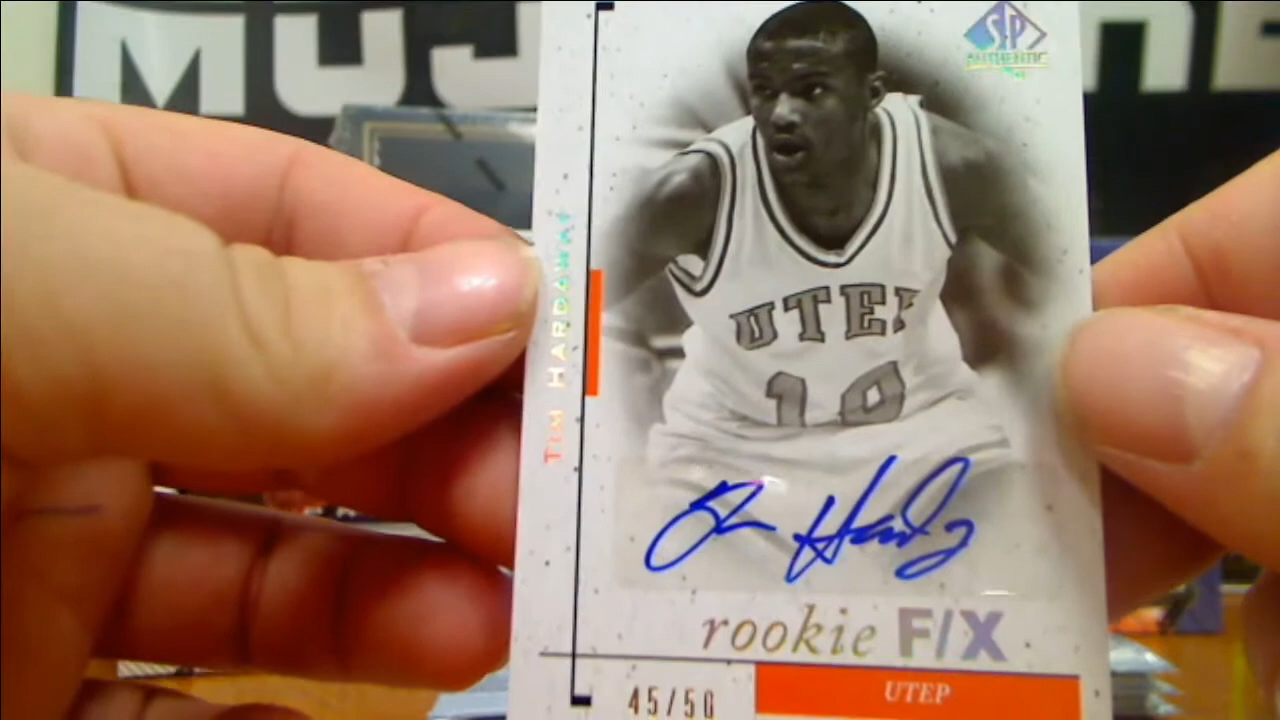 SP
AUTHENTIC
TIM HARDAWAY
UTEP
10
rookie F/X
45/50
UTEP